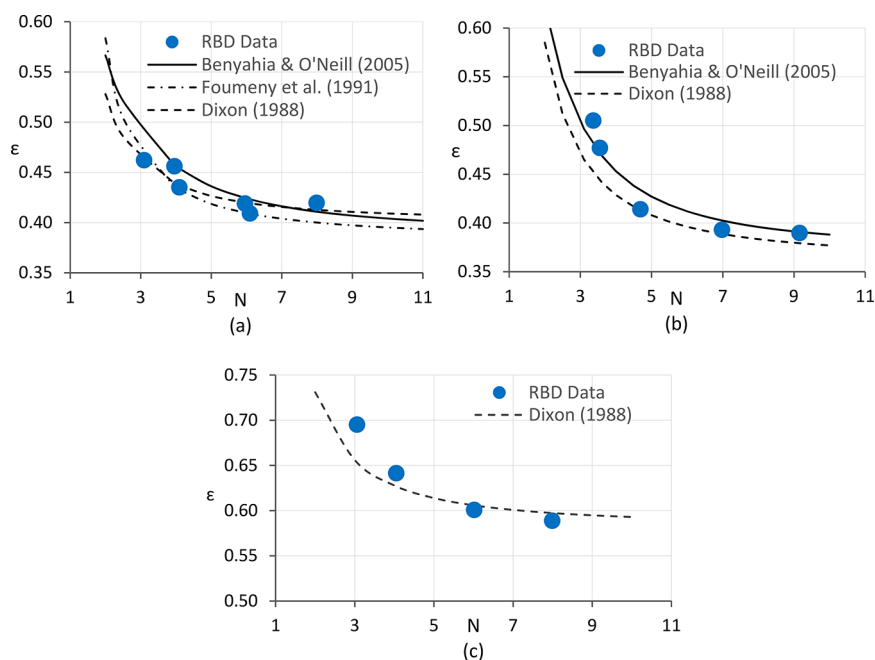 0.60
0.55
0.50
0.45
0.40
0.35
ε
RBD Data
Benyahia & O'Neill (2005)
Foumeny et al. (1991)
Dixon (1988)
1 3 5 N 7 9 11
(a)
0.60
0.55
0.50
0.45
0.40
0.35
ε
RBD Data
Benyahia & O'Neill (2005)
Dixon (1988)
1 3 5 N 7 9 11
(b)
0.75
0.70
0.65
0.60
0.55
0.50
ε
RBD Data
Dixon (1988)
1 3 5 N 7 9 11
(c)